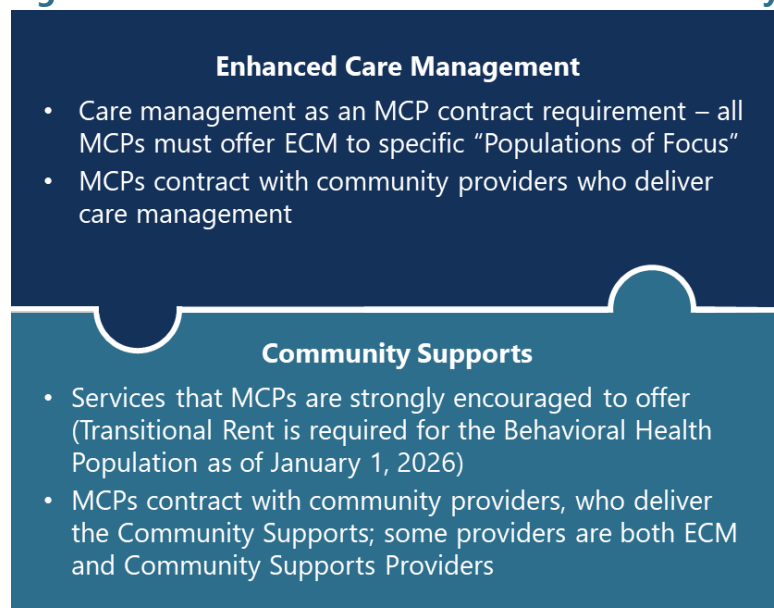 Enhanced Care Management
• Care management as an MCP contract requirement – all
MCPs must offer ECM to specific “Populations of Focus”
• MCPs contract with community providers who deliver
care management
Community Supports
• Services that MCPs are strongly encouraged to offer
(Transitional Rent is required for the Behavioral Health
Population as of January 1, 2026)
• MCPs contract with community providers, who deliver
the Community Supports; some providers are both ECM
and Community Supports Providers